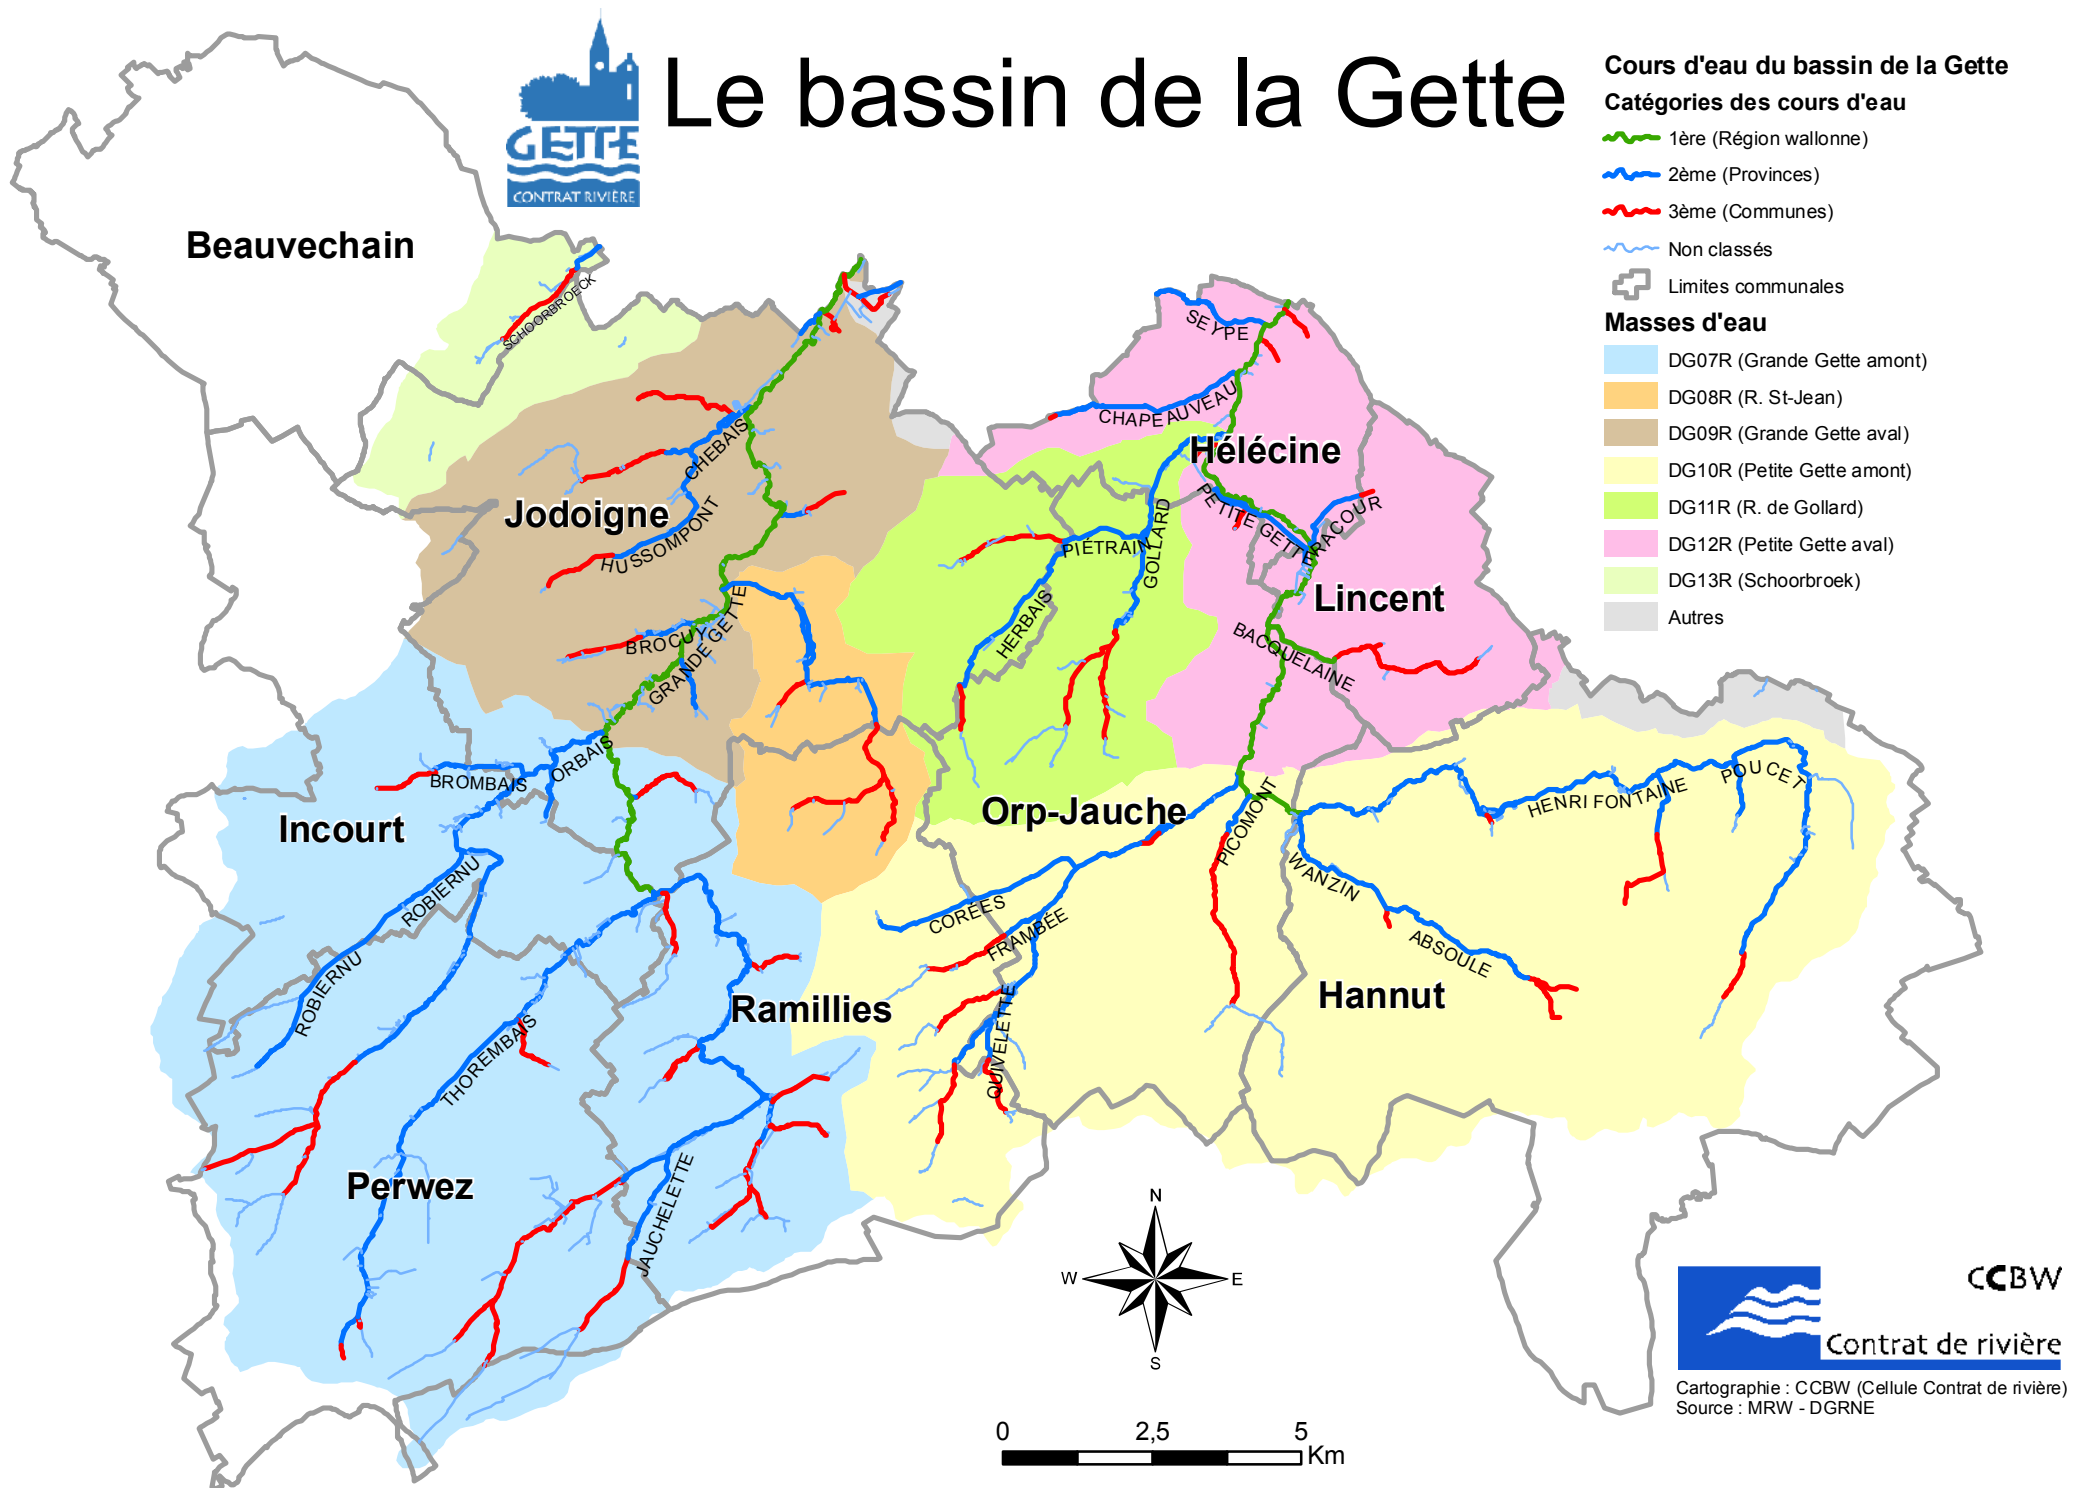 Le bassin de la Gette
GETTE
CONTRAT RIVIÈRE
Cours d'eau du bassin de la Gette
Catégories des cours d'eau
1ère (Région wallonne)
2ème (Provinces)
3ème (Communes)
Non classés
Limites communales
Masses d'eau
DG07R (Grande Gette amont)
DG08R (R. St-Jean)
DG09R (Grande Gette aval)
DG10R (Petite Gette amont)
DG11R (R. de Gollard)
DG12R (Petite Gette aval)
DG13R (Schoorbroek)
Autres
Beauvechain
SCHOORBROECK
SEYPE
CHAPEAUVEAU
Hélécine
CHEBAIS
Jodoigne
HUSSOMPONT
PETITE GETTE
RACOUR
GOLLARD
PIÉTRAIN
HERBAIS
Lincent
BROCUY
GRANDE GETTE
BACQUELAINE
ORBAIS
BROMBAIS
Incourt
Orp-Jauche
PICOMONT
HENRI FONTAINE
POUCET
WANZIN
ROBIERNU
ROBIERNU
CORÉES
FRAMBÉE
ABSOULE
Ramillies
Hannut
THOREMBAIS
QUIVELETTE
Perwez
JAUCHELETTE
N
W
E
S
0
2,5
5
Km
CCBW
Contrat de rivière
Cartographie : CCBW (Cellule Contrat de rivière)
Source : MRW - DGRNE